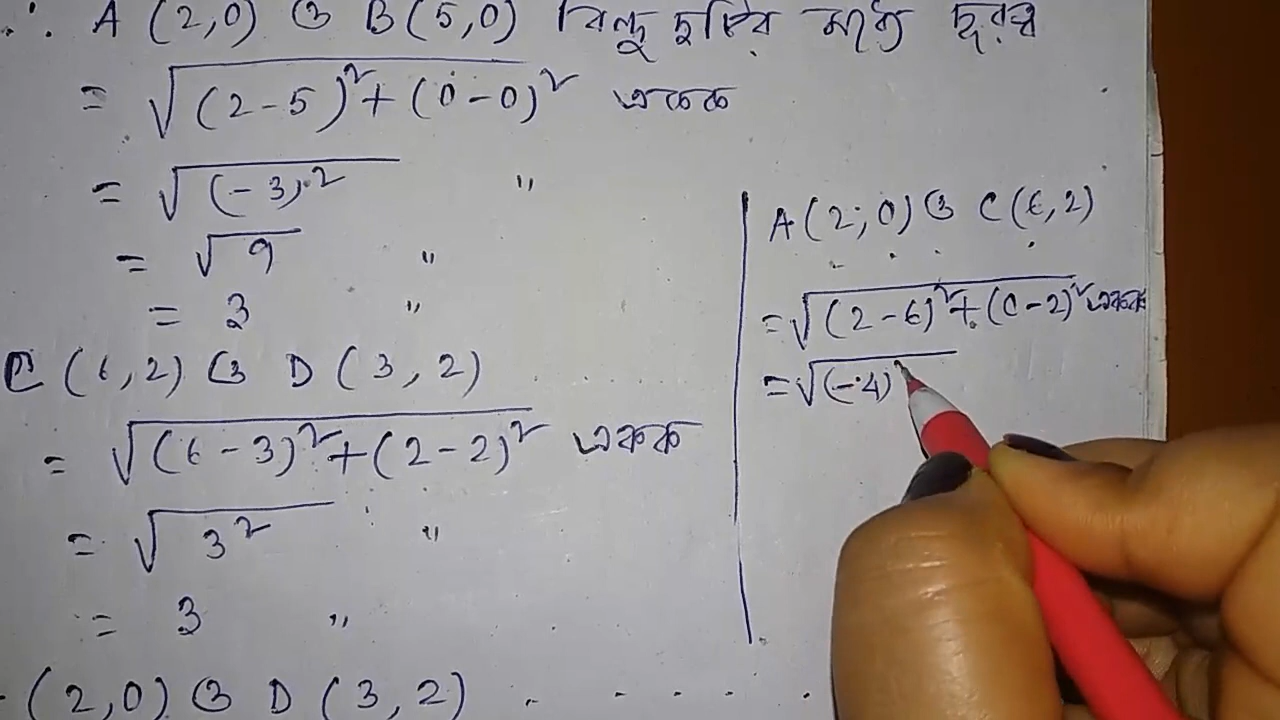 ∴ A (2,0) ও B (5,0) বিন্দু দুটির মধ্যে দূরত্ব
= √(2-5)² + (0-0)² একক
= √(-3)² "
= √9 "
= 3 "
C (6,2) ও D (3,2) . . . . . .
= √(6-3)² + (2-2)² একক
= √3² "
= 3 "
(2,0) ও D (3,2) . - - - - .
A (2,0) ও C (6,2)
= √(2-6)² + (0-2)² একক
= √(-4)²